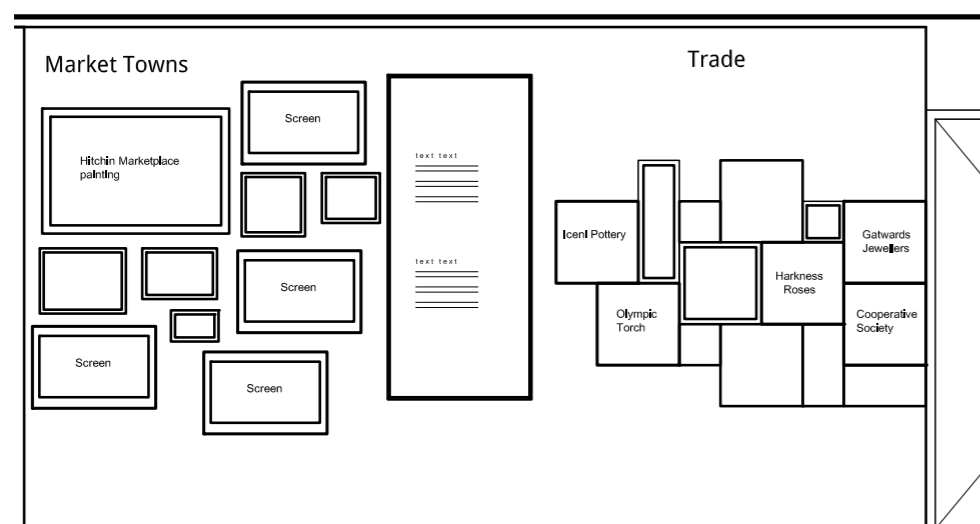 Market Towns
Trade
Screen
Hitchin Marketplace
painting
text text
Iceni Pottery
Gatwards
Jewellers
text text
Harkness
Roses
Screen
Olympic
Torch
Cooperative
Society
Screen
Screen